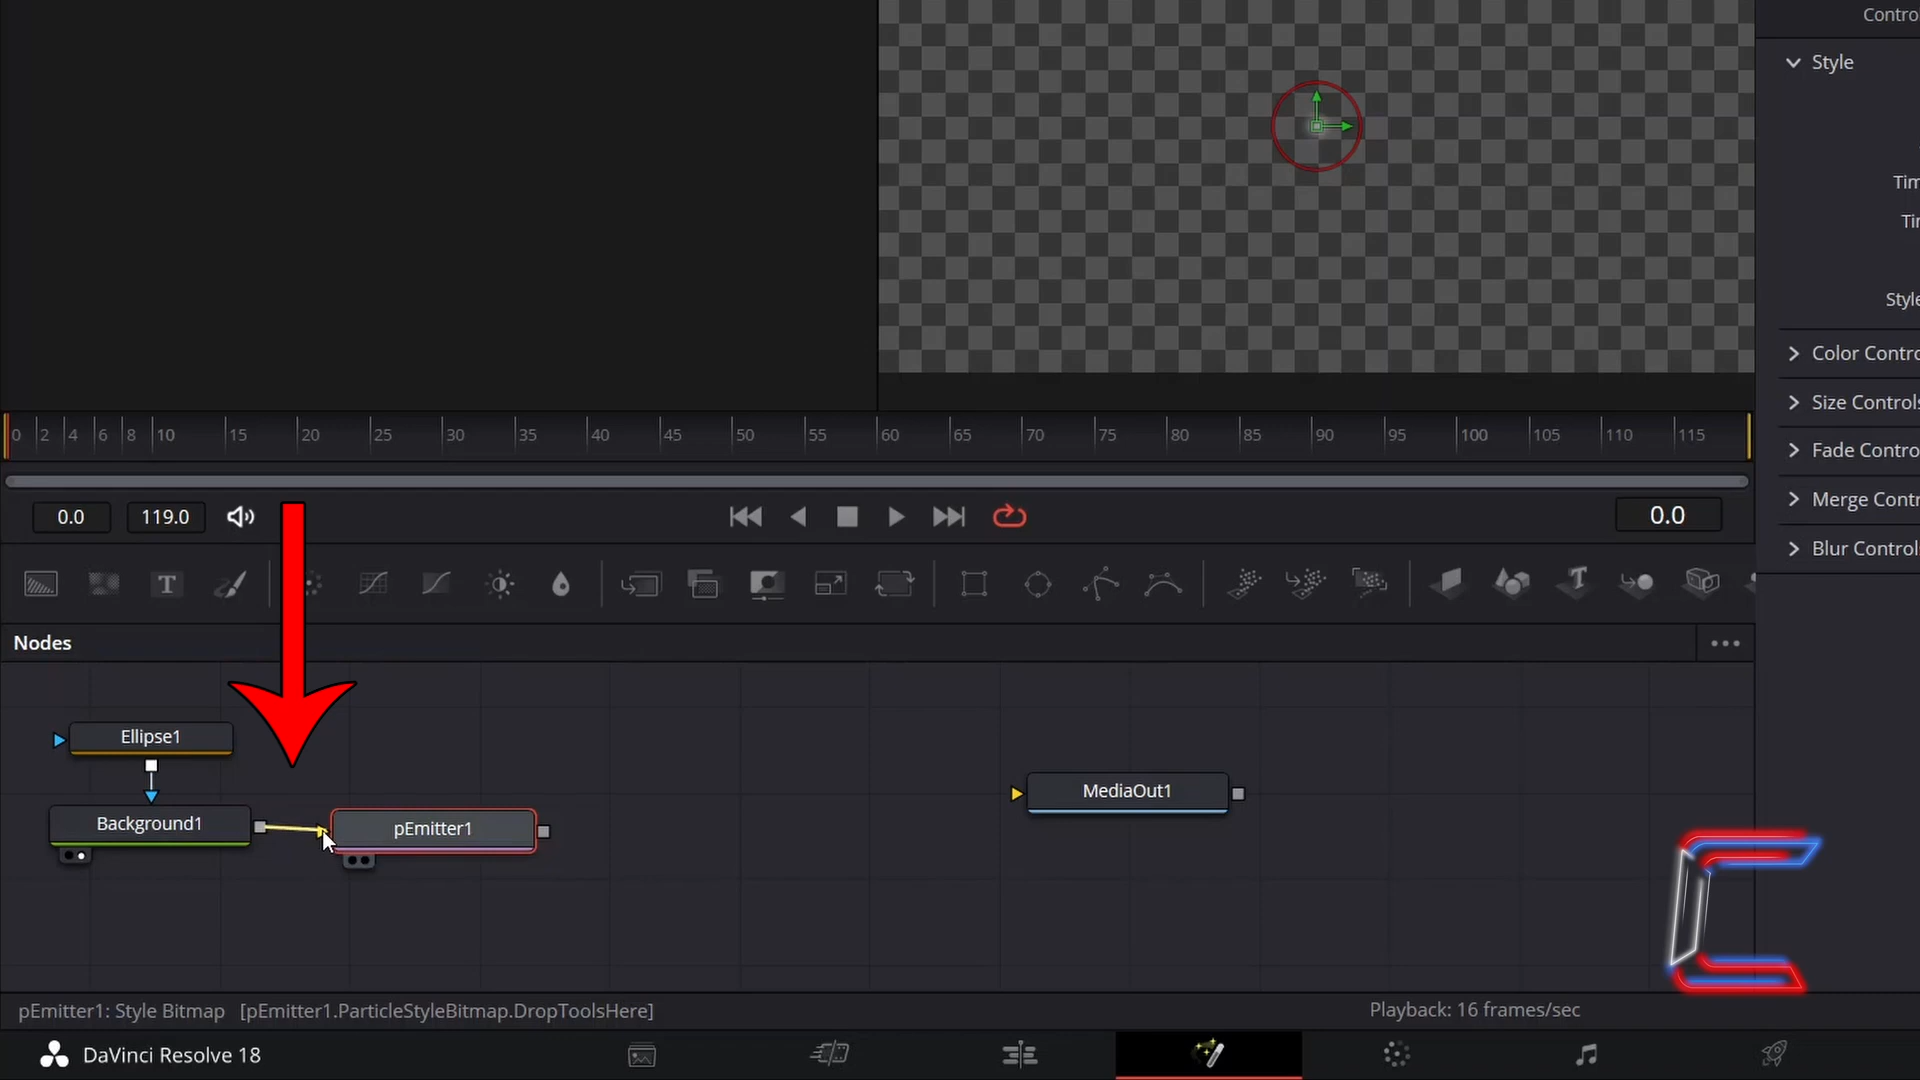 Contro
Style
Tim
Tir
Style
Color Contro
Size Controls
Fade Contro
Merge Contr
Blur Control
0 2 4 6 8 10 15 20 25 30 35 40 45 50 55 60 65 70 75 80 85 90 95 100 105 110 115
0.0 119.0 0.0
T
Nodes
Ellipse1
Background1
pEmitter1
MediaOut1
pEmitter1: Style Bitmap [pEmitter1.ParticleStyleBitmap.DropToolsHere]
Playback: 16 frames/sec
DaVinci Resolve 18